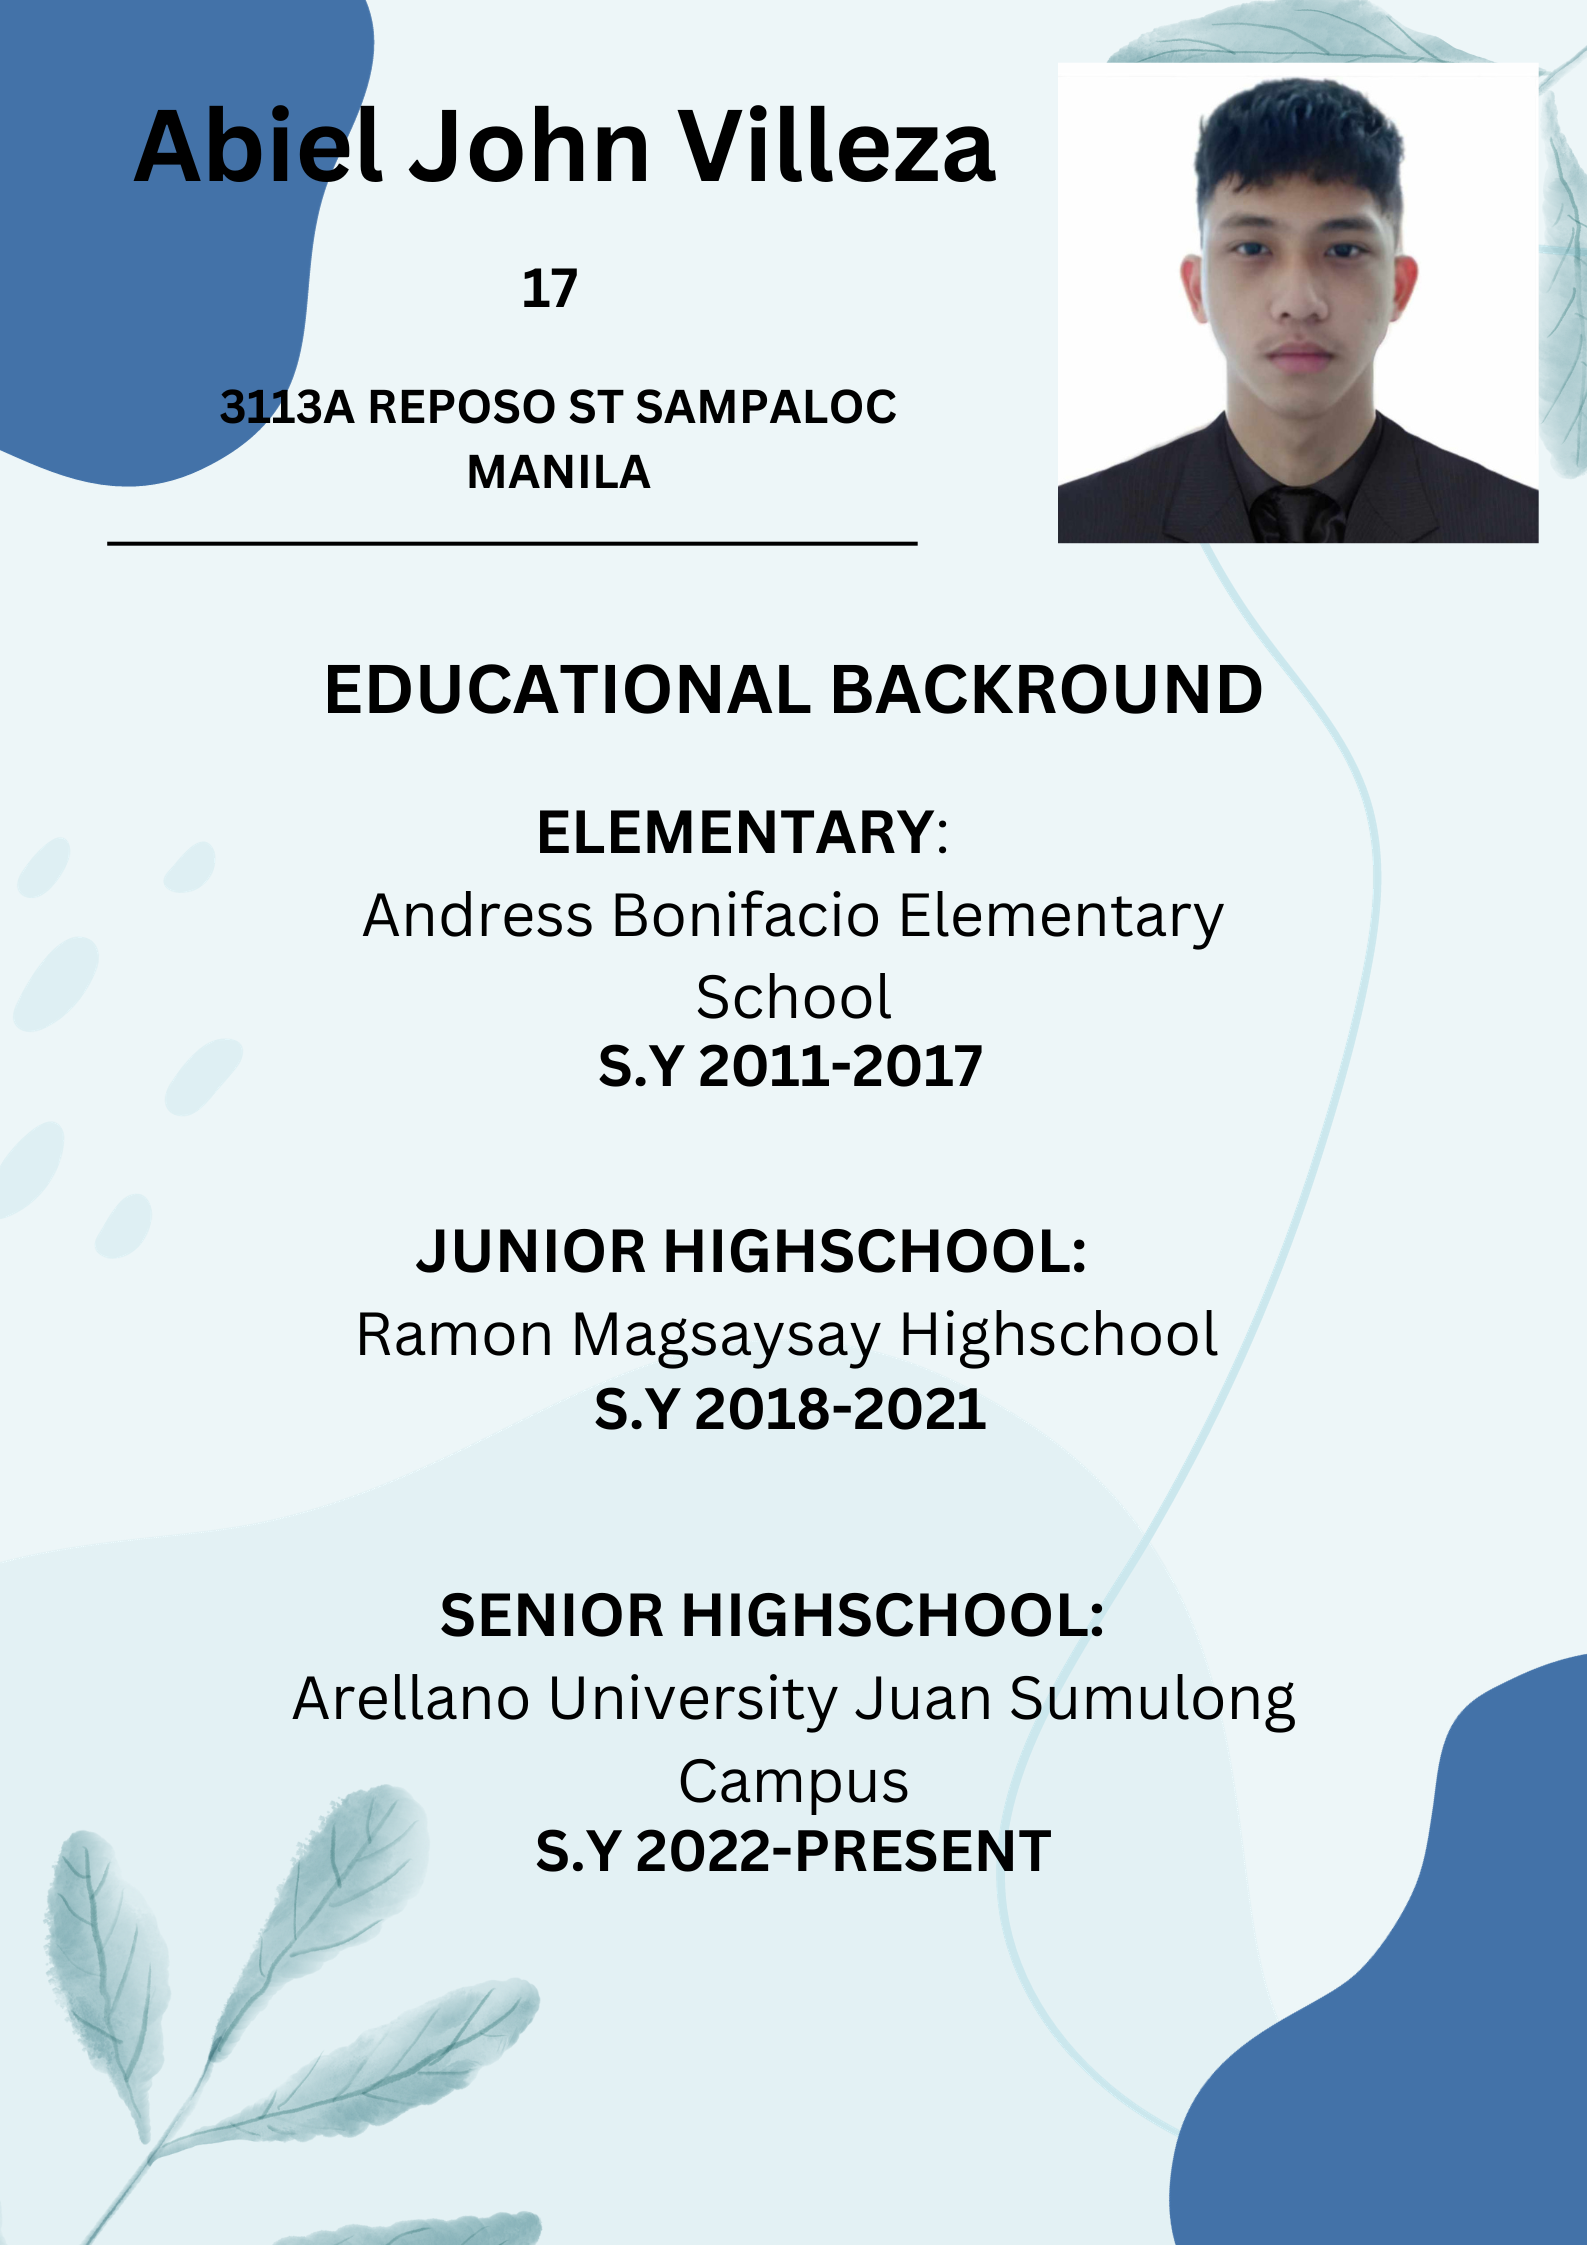 Abiel John Villeza
17
3113A REPOSO ST SAMPALOC
MANILA
EDUCATIONAL BACKROUND
ELEMENTARY:
Andress Bonifacio Elementary
School
S.Y 2011-2017
JUNIOR HIGHSCHOOL:
Ramon Magsaysay Highschool
S.Y 2018-2021
SENIOR HIGHSCHOOL:
Arellano University Juan Sumulong
Campus
S.Y 2022-PRESENT